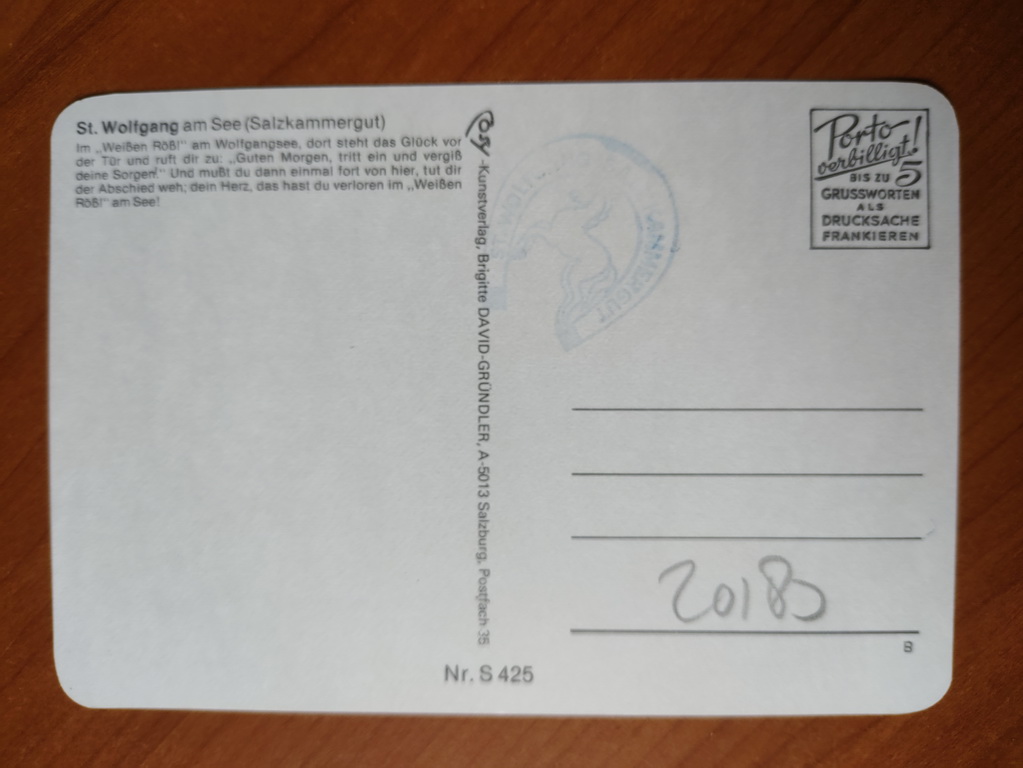 St. Wolfgang am See (Salzkammergut)
Im „Weißen Rößl" am Wolfgangsee, dort steht das Glück vor
der Tür und ruft dir zu: „Guten Morgen, tritt ein und vergiß
deine Sorgen!" Und mußt du dann einmal fort von hier, tut dir
der Abschied weh; dein Herz, das hast du verloren im „Weißen
Rößl" am See!
-Kunstverlag, Brigitte DAVID-GRÜNDLER, A-5013 Salzburg, Postfach 36
Porto
verbilligt!
BIS ZU 5
GRUSSWORTEN
ALS
DRUCKSACHE
FRANKIEREN
20183
Nr. S 425